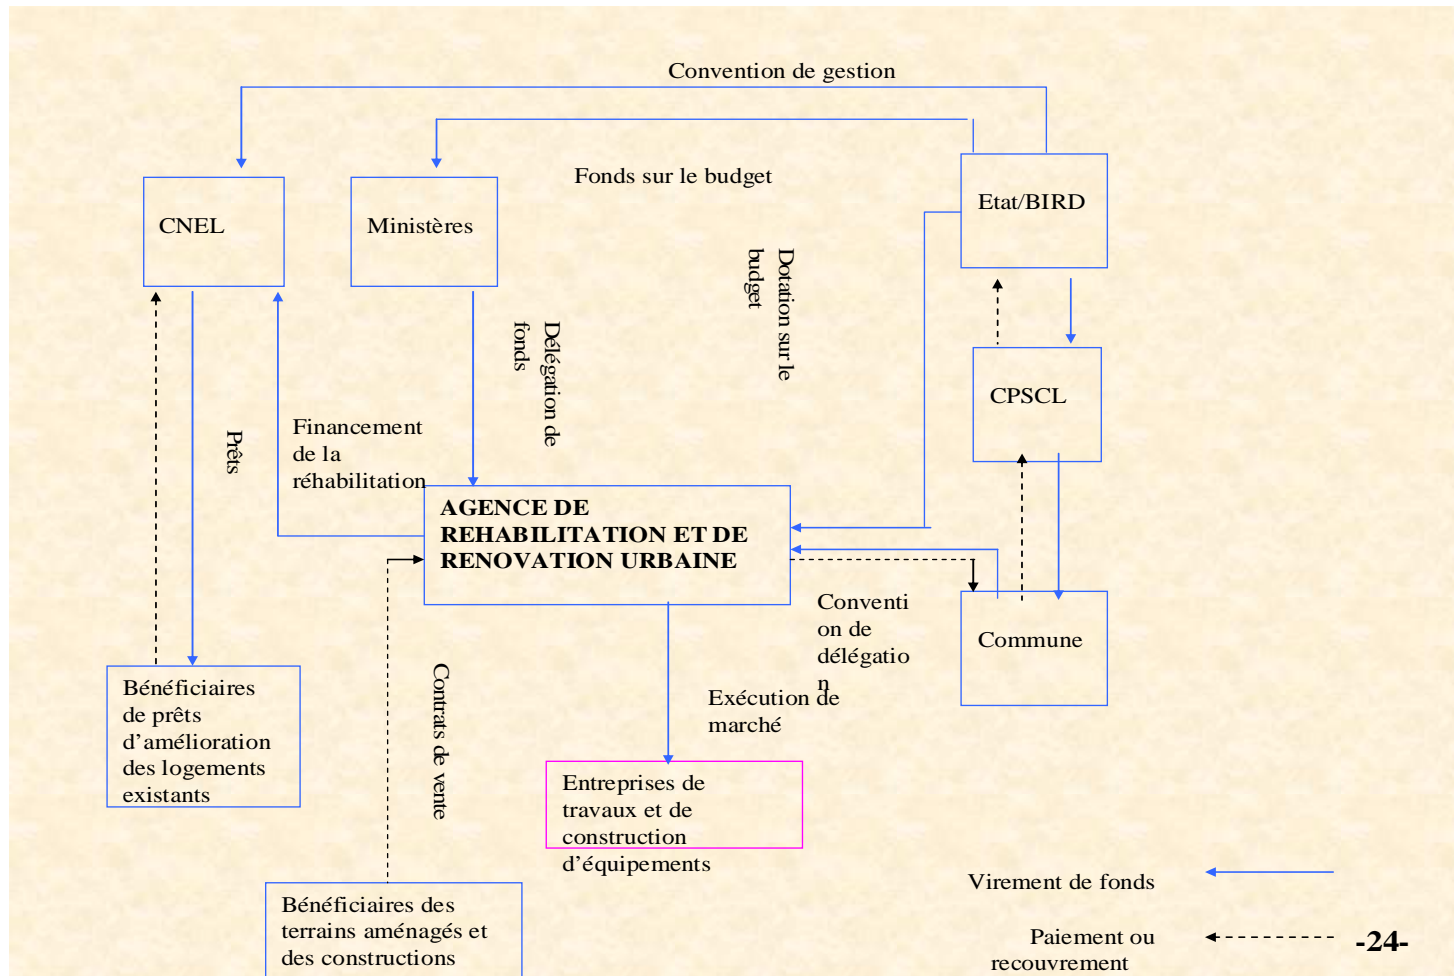 Convention de gestion
Fonds sur le budget
CNEL
Ministères
Etat/BIRD
Dotation sur le
budget
Délégation de
fonds
CPSCL
Prêts
Financement
de la
réhabilitation
AGENCE DE
REHABILITATION ET DE
RENOVATION URBAINE
Conventi
on de
délégatio
n
Commune
Bénéficiaires
de prêts
d’amélioration
des logements
existants
Contrats de vente
Exécution de
marché
Entreprises de
travaux et de
construction
d’équipements
Bénéficiaires des
terrains aménagés et
des constructions
Virement de fonds
Paiement ou
recouvrement
-24-